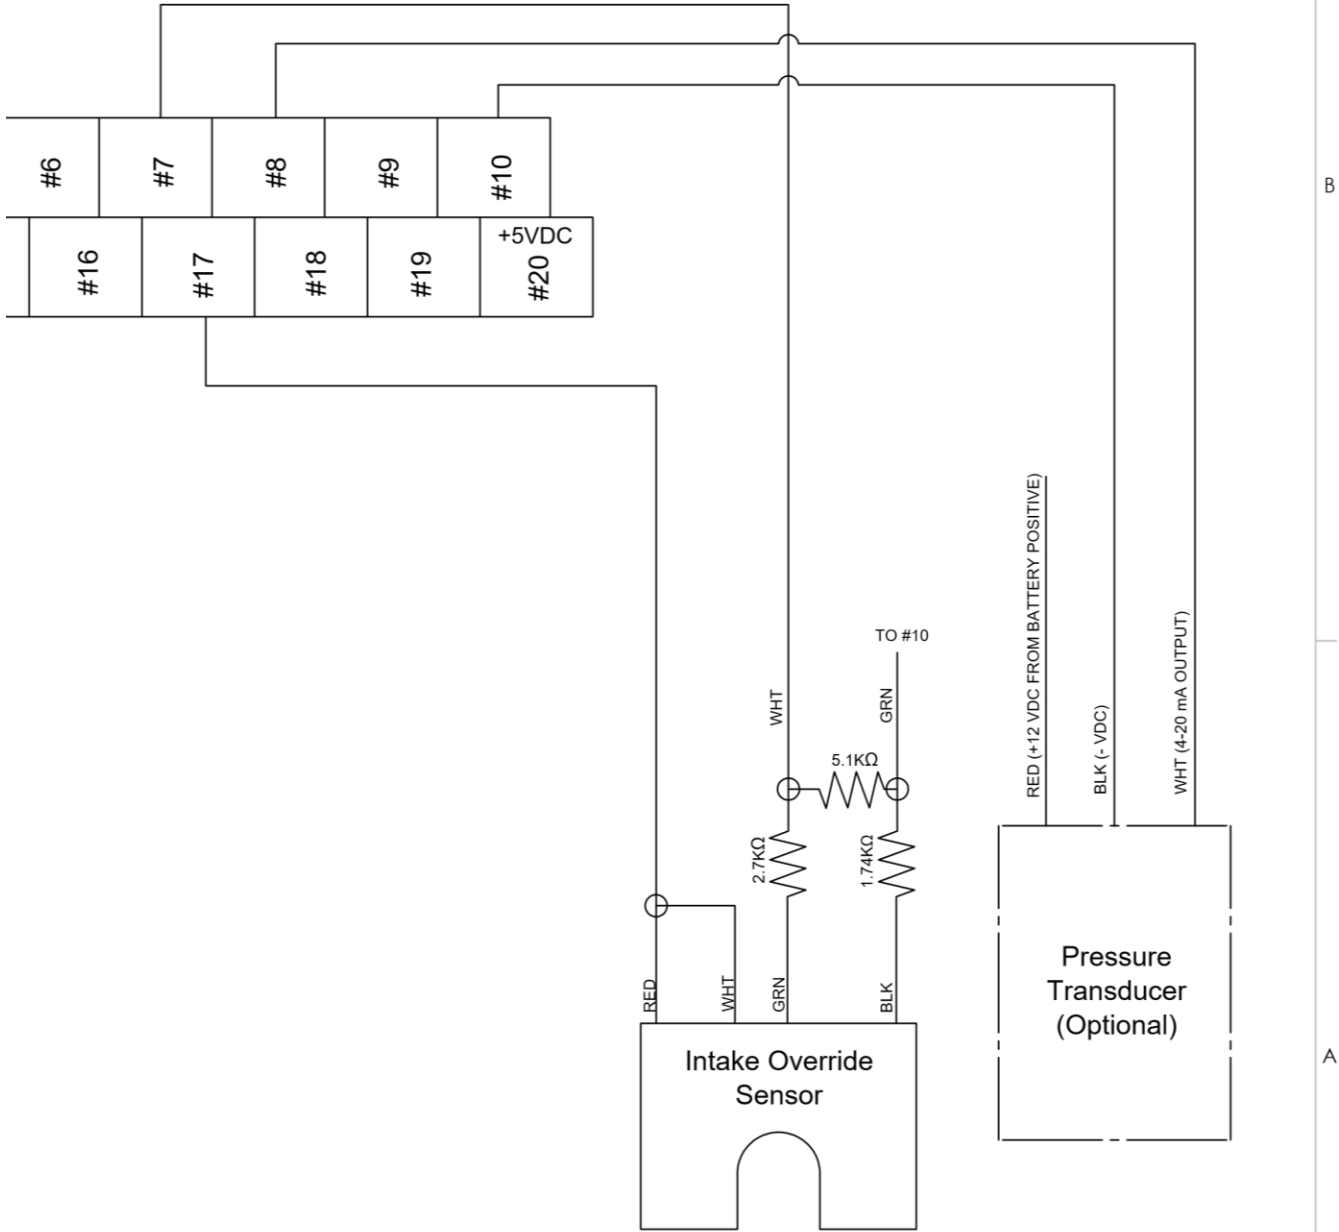 #6
#7
#8
#9
#10
B
#16
#17
#18
#19
+5VDC
#20
RED (+12 VDC FROM BATTERY POSITIVE)
BLK (- VDC)
WHT (4-20 mA OUTPUT)
TO #10
WHT
GRN
5.1KΩ
2.7KΩ
1.74KΩ
RED
WHT
GRN
BLK
Intake Override
Sensor
Pressure
Transducer
(Optional)
A